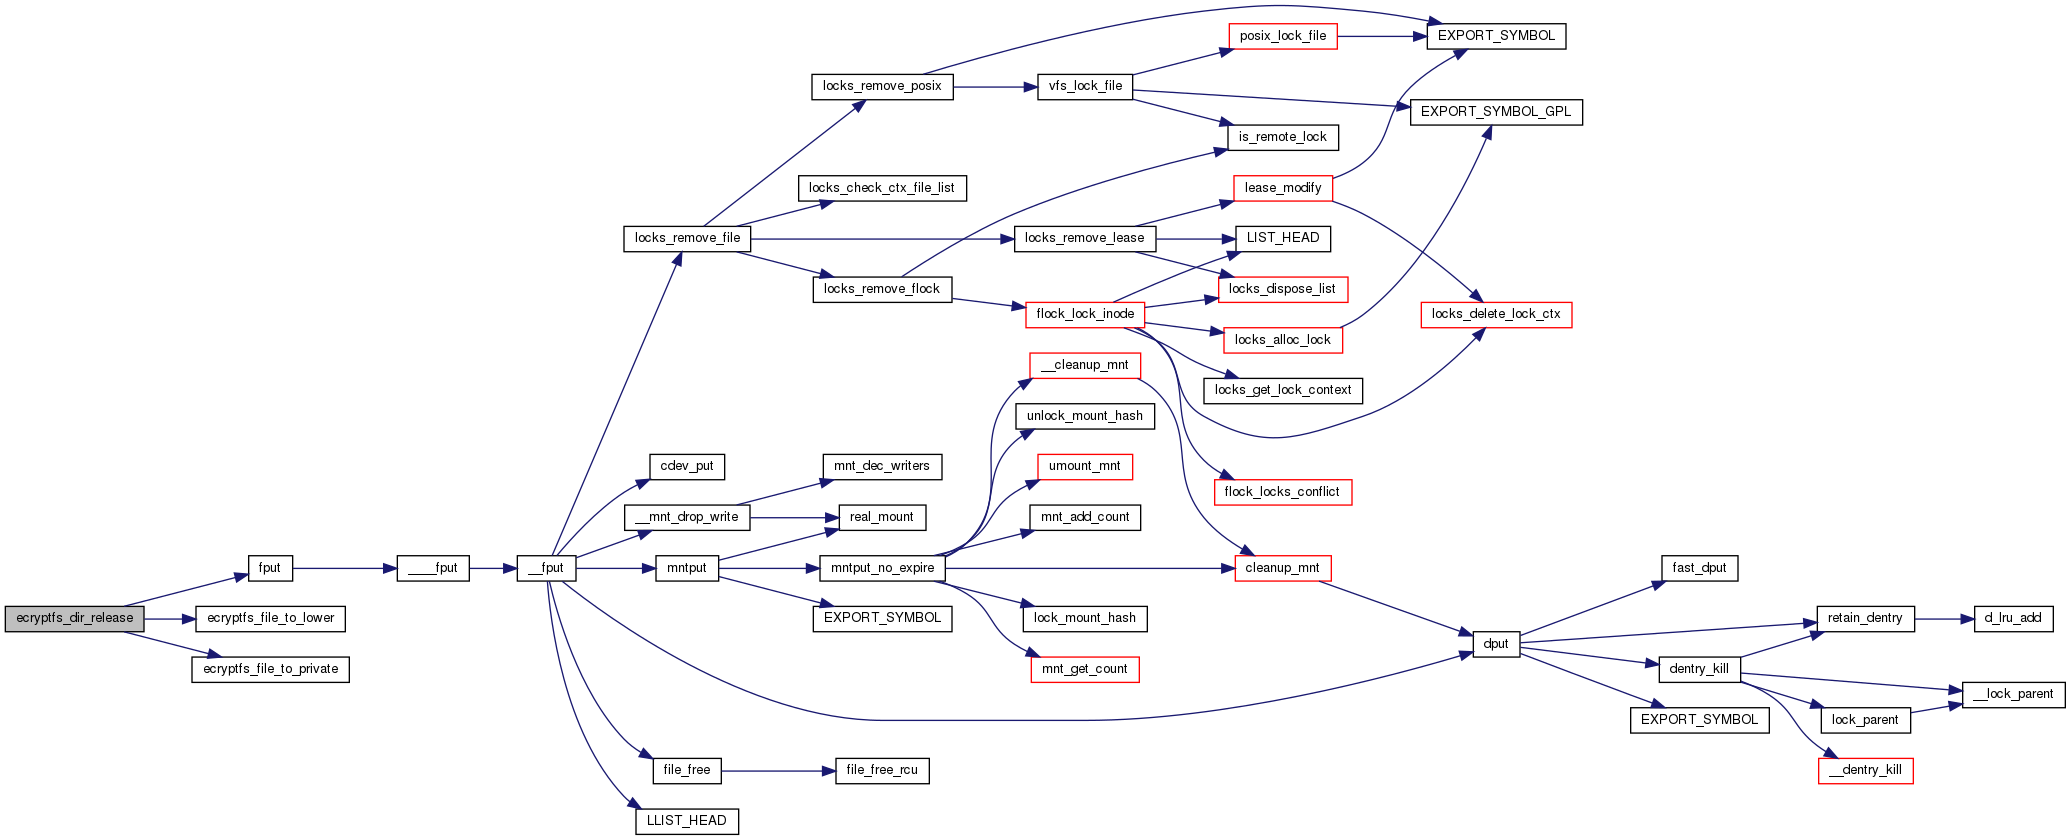 ecryptfs_dir_release
fput
ecryptfs_file_to_lower
ecryptfs_file_to_private
____fput
__fput
locks_remove_file
cdev_put
__mnt_drop_write
mntput
file_free
LLIST_HEAD
locks_remove_posix
locks_check_ctx_file_list
locks_remove_flock
mnt_dec_writers
real_mount
mntput_no_expire
EXPORT_SYMBOL
file_free_rcu
vfs_lock_file
locks_remove_lease
flock_lock_inode
__cleanup_mnt
unlock_mount_hash
umount_mnt
mnt_add_count
lock_mount_hash
mnt_get_count
posix_lock_file
is_remote_lock
lease_modify
LIST_HEAD
locks_dispose_list
locks_alloc_lock
locks_get_lock_context
flock_locks_conflict
cleanup_mnt
EXPORT_SYMBOL
EXPORT_SYMBOL_GPL
locks_delete_lock_ctx
dput
fast_dput
dentry_kill
EXPORT_SYMBOL
retain_dentry
lock_parent
__dentry_kill
d_lru_add
__lock_parent